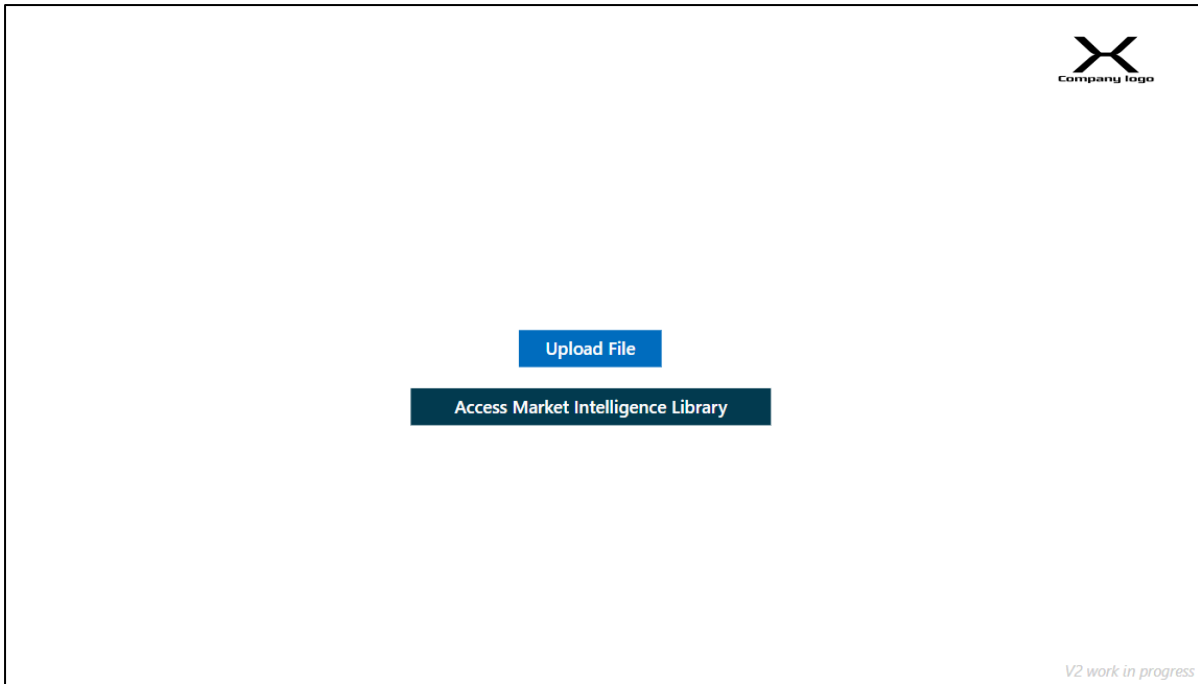 Company logo
Upload File
Access Market Intelligence Library
V2 work in progress